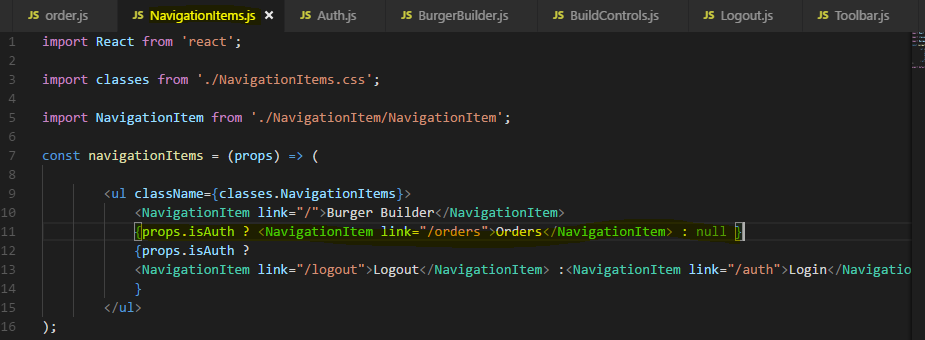 JS order.js JS NavigationItems.js × JS Auth.js JS BurgerBuilder.js JS BuildControls.js JS Logout.js JS Toolbar.js
1 import React from 'react';
2
3 import classes from './NavigationItems.css';
4
5 import NavigationItem from './NavigationItem/NavigationItem';
6
7 const navigationItems = (props) => (
8
9 <ul className={classes.NavigationItems}>
10 <NavigationItem link="/">Burger Builder</NavigationItem>
11 {props.isAuth ? <NavigationItem link="/orders">Orders</NavigationItem> : null }
12 {props.isAuth ?
13 <NavigationItem link="/logout">Logout</NavigationItem> :<NavigationItem link="/auth">Login</Navigatio
14 }
15 </ul>
16 );